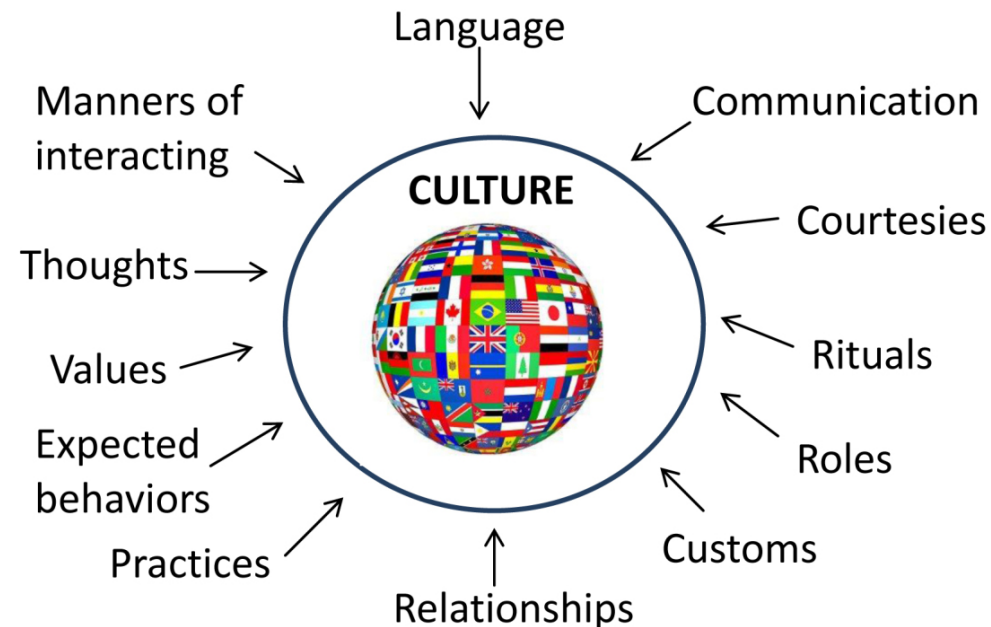 Language
Manners of
interacting
Communication
CULTURE
Courtesies
Thoughts
Values
Rituals
Expected
behaviors
Roles
Practices
Customs
Relationships